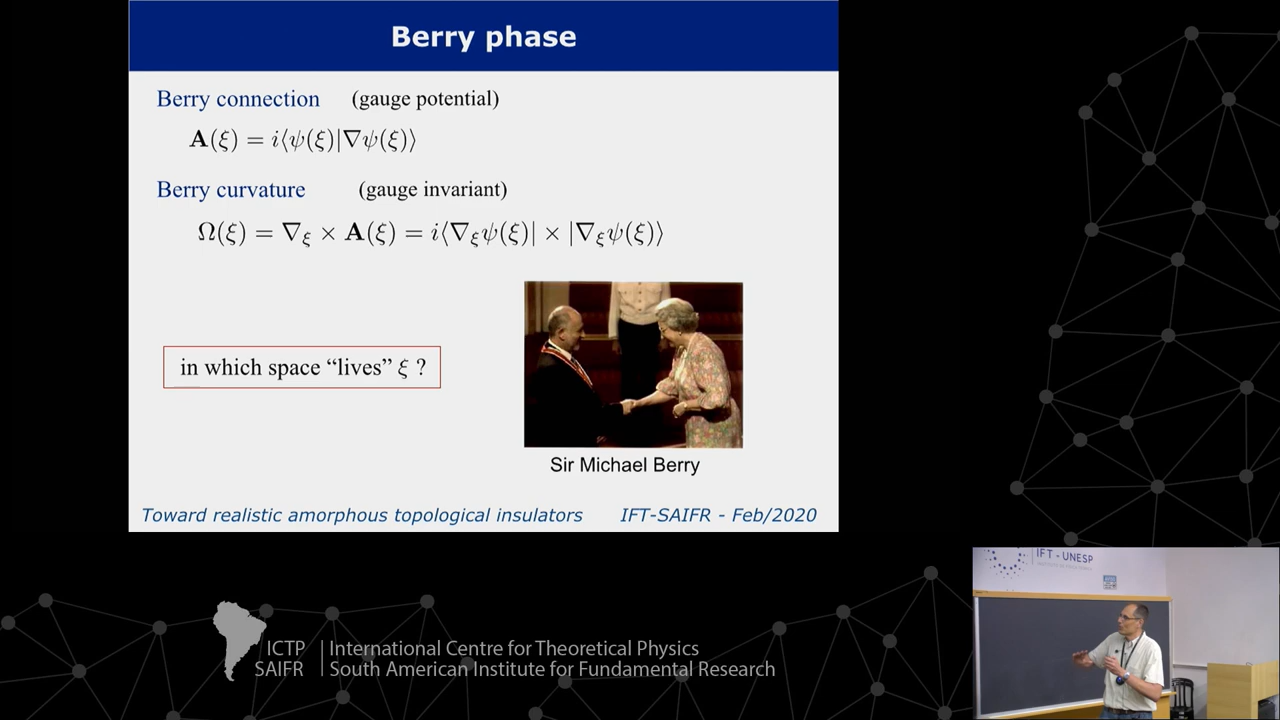 Berry phase
Berry connection (gauge potential)
A(ξ) = i⟨ψ(ξ)|∇ψ(ξ)⟩
Berry curvature (gauge invariant)
Ω(ξ) = ∇ξ × A(ξ) = i⟨∇ξψ(ξ)| × |∇ξψ(ξ)⟩
in which space “lives” ξ ?
Sir Michael Berry
Toward realistic amorphous topological insulators IFT-SAIFR - Feb/2020
IFT - UNESP
ICTP | International Centre for Theoretical Physics
SAIFR | South American Institute for Fundamental Research